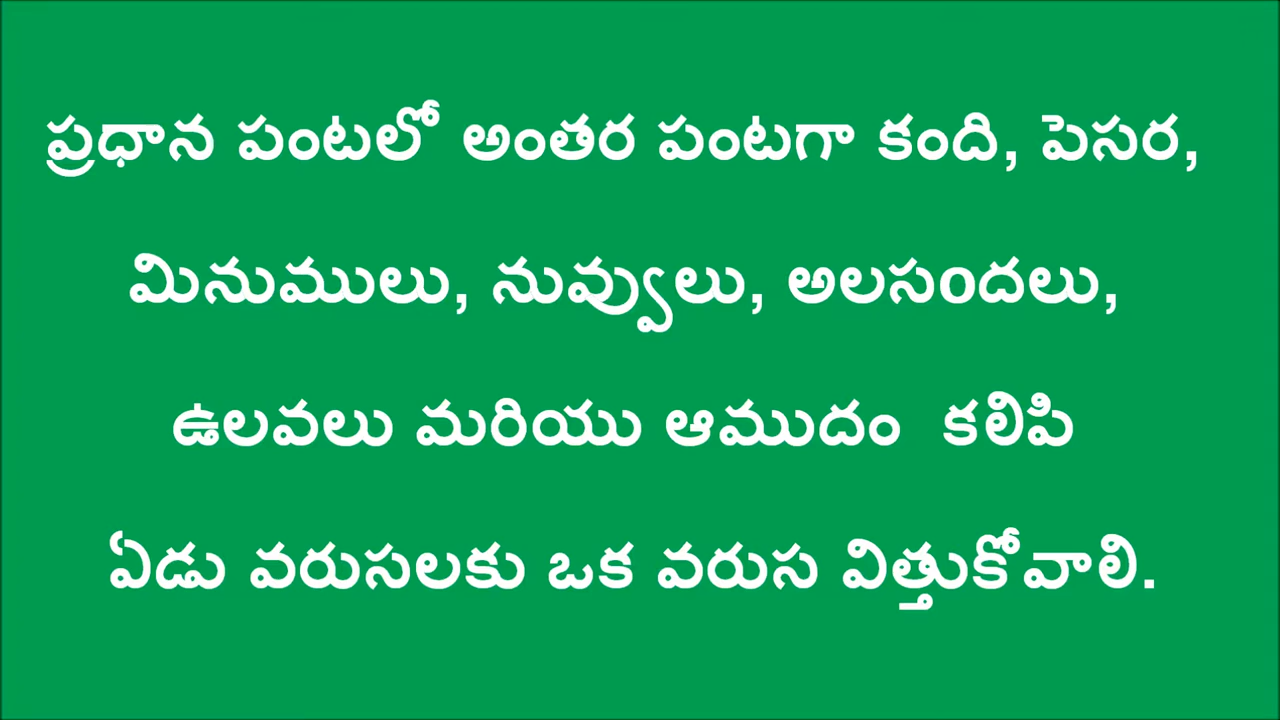 ప్రధాన పంటలో అంతర పంటగా కంది, పెసర,
మినుములు, నువ్వులు, అలసందలు,
ఉలవలు మరియు ఆముదం  కలిపి
ఏడు వరుసలకు ఒక వరుస విత్తుకోవాలి.